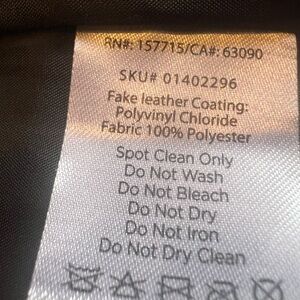 RN#: 157715/CA#: 63090
SKU# 01402296
Fake leather Coating:
Polyvinyl Chloride
Fabric 100% Polyester
Spot Clean Only
Do Not Wash
Do Not Bleach
Do Not Dry
Do Not Iron
Do Not Dry Clean